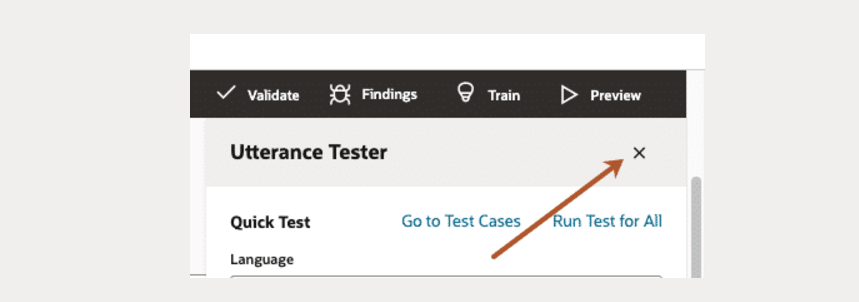 Validate Findings Train Preview
Utterance Tester
Quick Test Go to Test Cases Run Test for All
Language